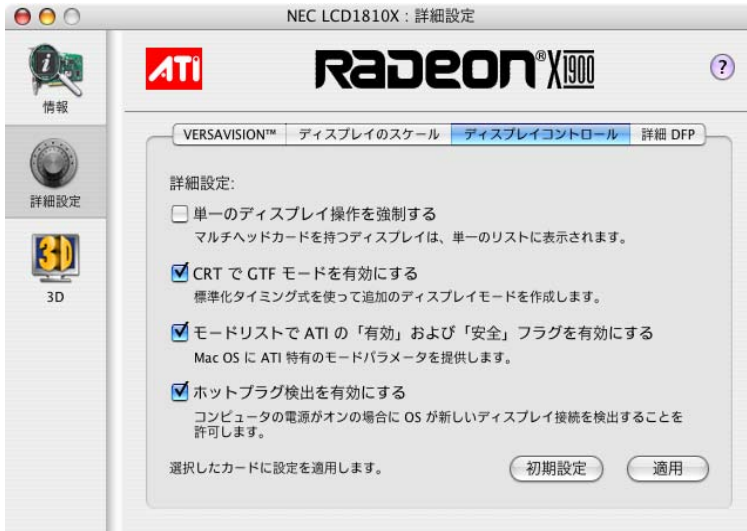 NEC LCD1810X : 詳細設定
情報
詳細設定
3D
ATI
RADEON® X1900
?
VERSAVISION™ ディスプレイのスケール ディスプレイコントロール 詳細 DFP
詳細設定:
単一のディスプレイ操作を強制する
マルチヘッドカードを持つディスプレイは、単一のリストに表示されます。
CRT で GTF モードを有効にする
標準化タイミング式を使って追加のディスプレイモードを作成します。
モードリストで ATI の「有効」および「安全」フラグを有効にする
Mac OS に ATI 特有のモードパラメータを提供します。
ホットプラグ検出を有効にする
コンピュータの電源がオンの場合に OS が新しいディスプレイ接続を検出することを
許可します。
選択したカードに設定を適用します。 初期設定 適用